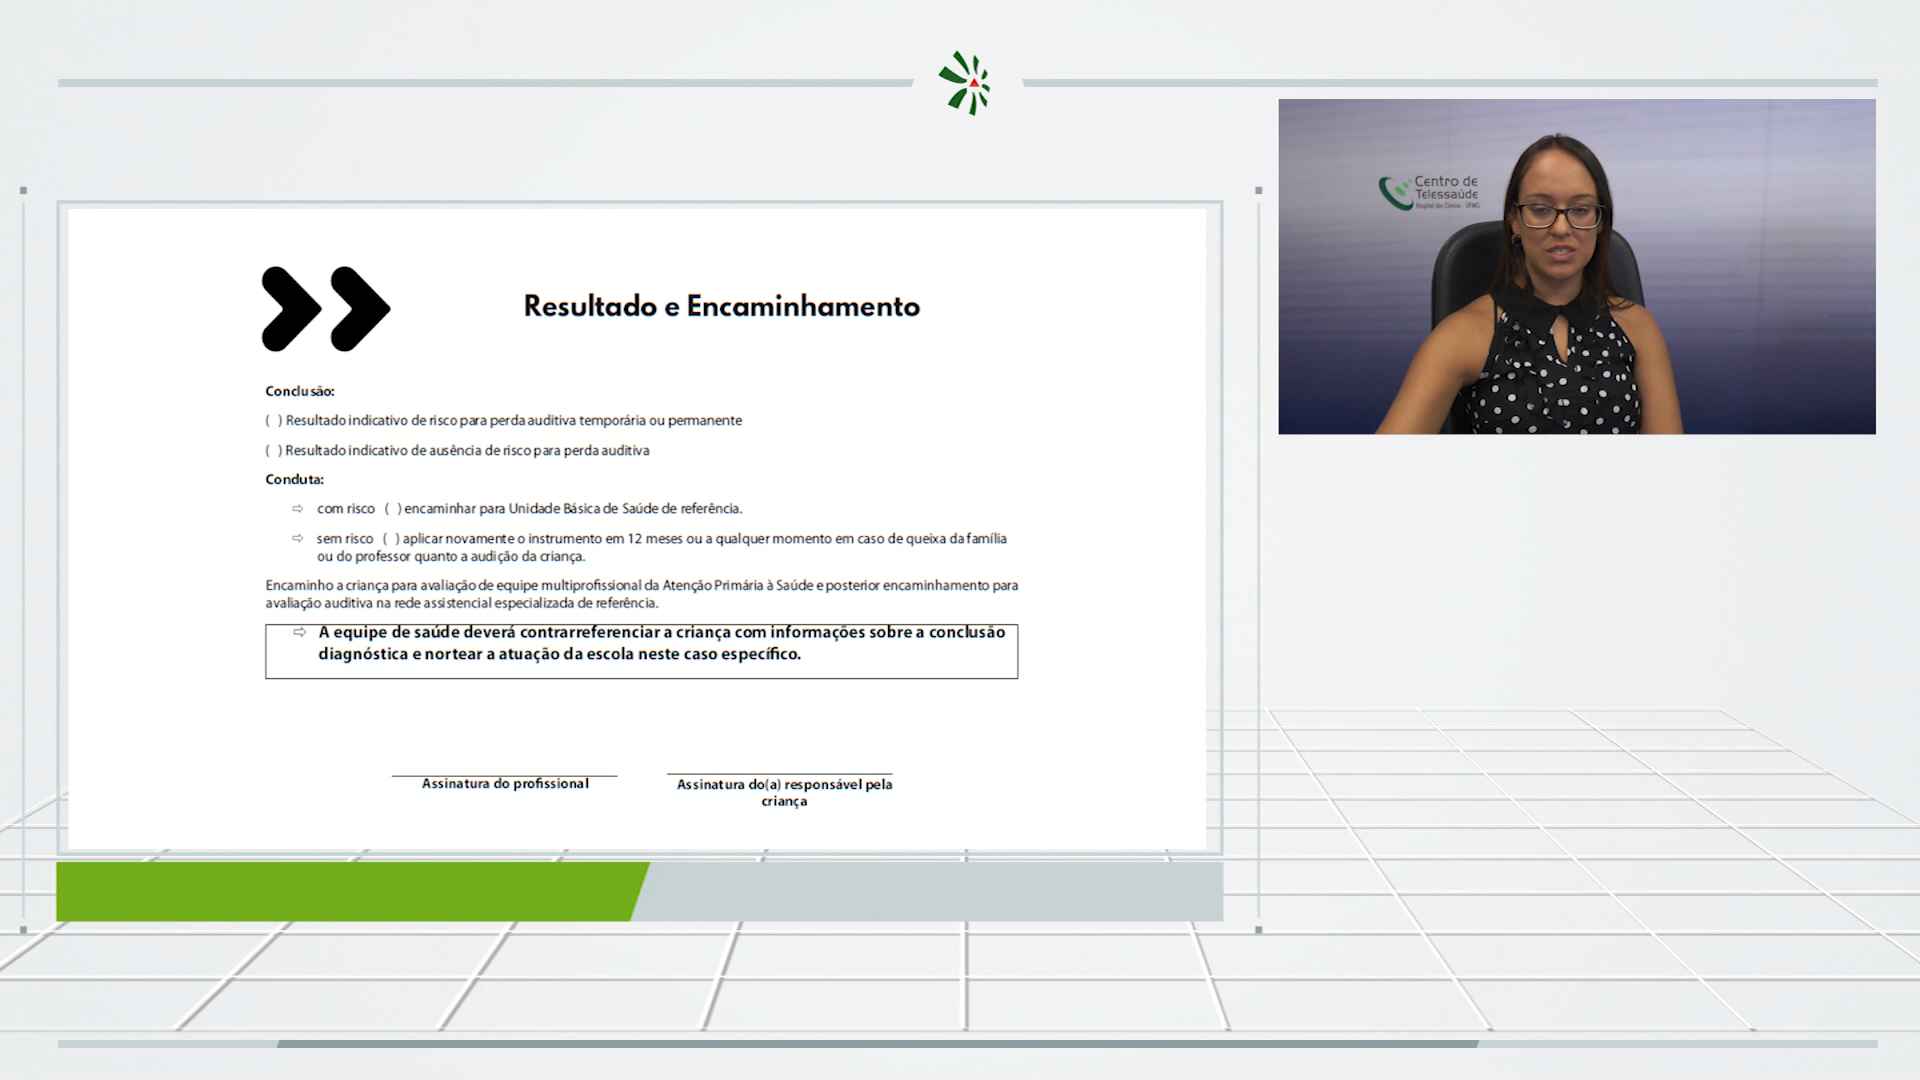 Centro de
Telessaúde
Hospital das Clínicas - UFMG
Resultado e Encaminhamento
Conclusão:
( ) Resultado indicativo de risco para perda auditiva temporária ou permanente
( ) Resultado indicativo de ausência de risco para perda auditiva
Conduta:
⇨ com risco ( ) encaminhar para Unidade Básica de Saúde de referência.
⇨ sem risco ( ) aplicar novamente o instrumento em 12 meses ou a qualquer momento em caso de queixa da família
ou do professor quanto a audição da criança.
Encaminho a criança para avaliação de equipe multiprofissional da Atenção Primária à Saúde e posterior encaminhamento para
avaliação auditiva na rede assistencial especializada de referência.
⇨ A equipe de saúde deverá contrarreferenciar a criança com informações sobre a conclusão
diagnóstica e nortear a atuação da escola neste caso específico.
Assinatura do profissional
Assinatura do(a) responsável pela
criança